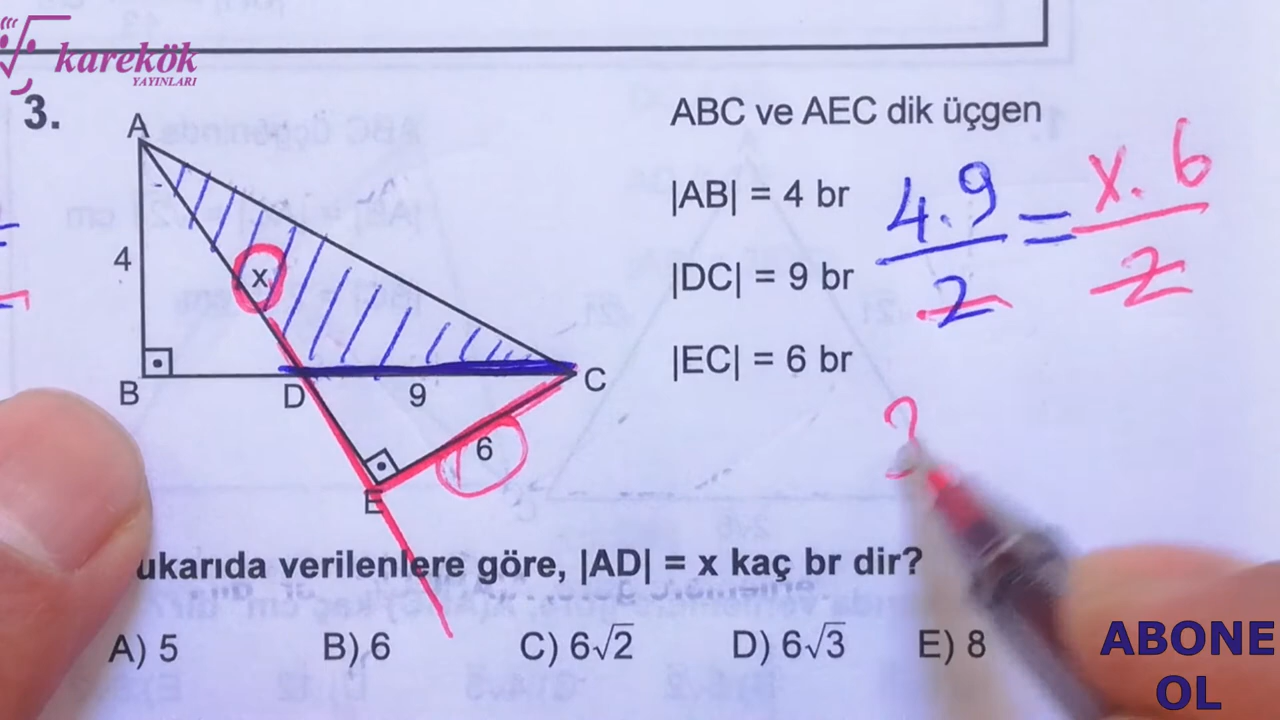 karekök
YAYINLARI
3.
A
4
x
B
D
9
C
6
E
ABC ve AEC dik üçgen
|AB| = 4 br
|DC| = 9 br
|EC| = 6 br
4.9/2 = x.6/2
ukarıda verilenlere göre, |AD| = x kaç br dir?
A) 5 B) 6 C) 6√2 D) 6√3 E) 8
ABONE
OL